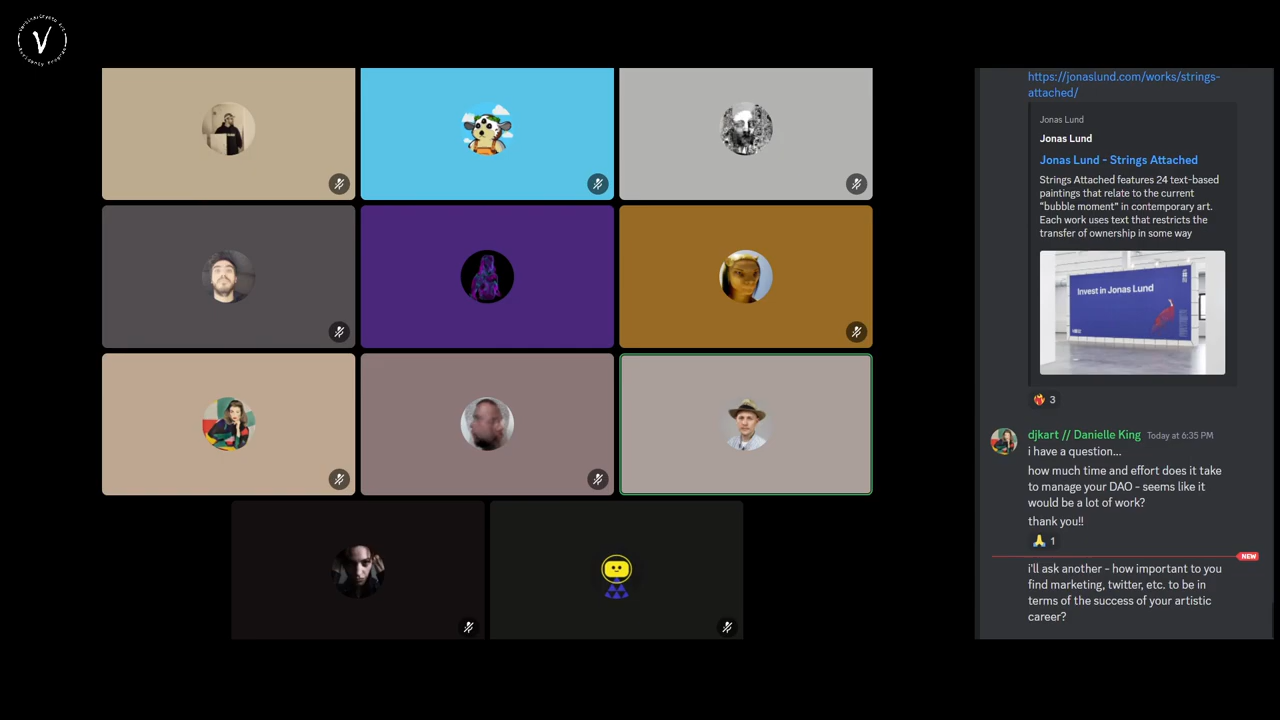 https://jonaslund.com/works/strings-
attached/
Jonas Lund
Jonas Lund
Jonas Lund - Strings Attached
Strings Attached features 24 text-based
paintings that relate to the current
“bubble moment” in contemporary art.
Each work uses text that restricts the
transfer of ownership in some way
Invest in Jonas Lund
3
djkart // Danielle King Today at 6:35 PM
i have a question...
how much time and effort does it take
to manage your DAO - seems like it
would be a lot of work?
thank you!!
1
NEW
i'll ask another - how important to you
find marketing, twitter, etc. to be in
terms of the success of your artistic
career?